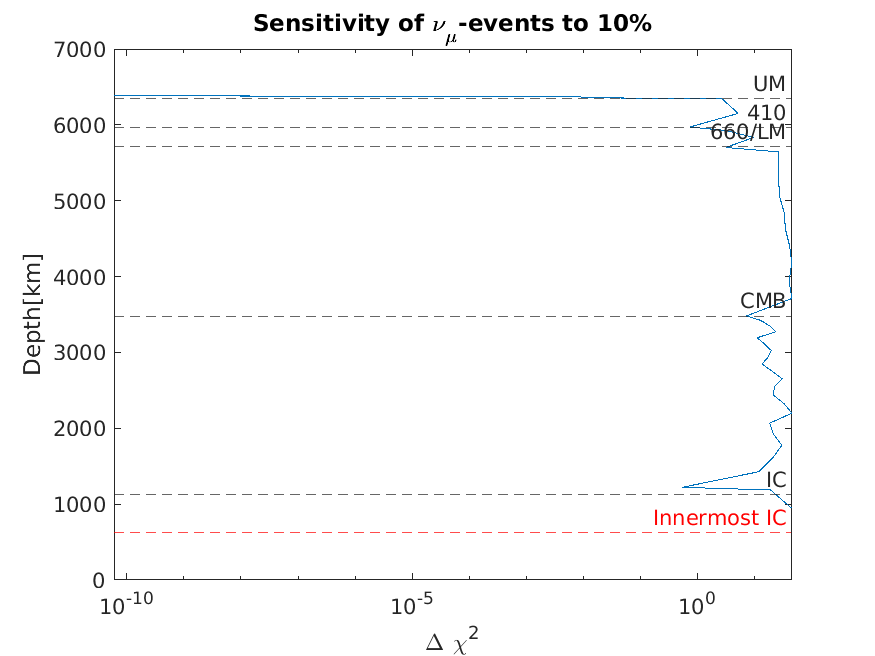 Sensitivity of νμ-events to 10%
7000
UM
6000
410
660/LM
5000
4000
CMB
3000
2000
IC
1000
Innermost IC
0
10^-10
10^-5
10^0
Δ χ^2
Depth[km]